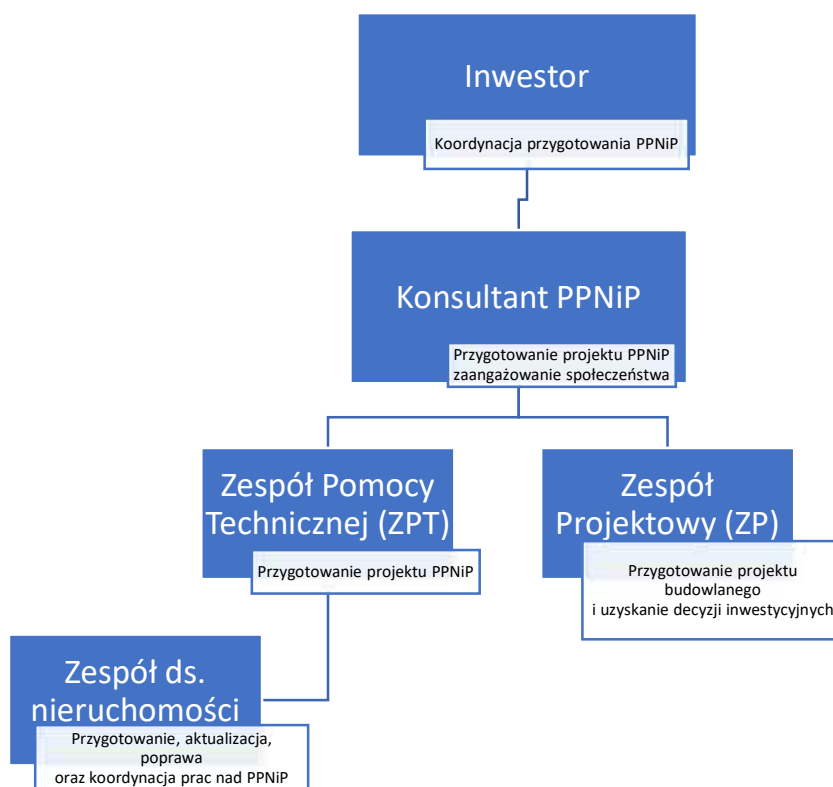 Inwestor
Koordynacja przygotowania PPNiP
Konsultant PPNiP
Przygotowanie projektu PPNiP
zaangażowanie społeczeństwa
Zespół Pomocy
Technicznej (ZPT)
Przygotowanie projektu PPNiP
Zespół
Projektowy (ZP)
Przygotowanie projektu
budowlanego
i uzyskanie decyzji inwestycyjnych
Zespół ds.
nieruchomości
Przygotowanie, aktualizacja,
poprawa
oraz koordynacja prac nad PPNiP